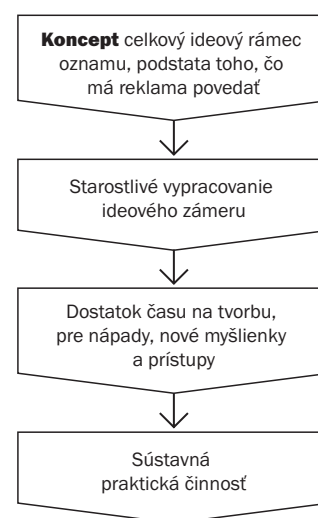 Koncept celkový ideový rámec
oznamu, podstata toho, čo
má reklama povedať
Starostlivé vypracovanie
ideového zámeru
Dostatok času na tvorbu,
pre nápady, nové myšlienky
a prístupy
Sústavná
praktická činnosť